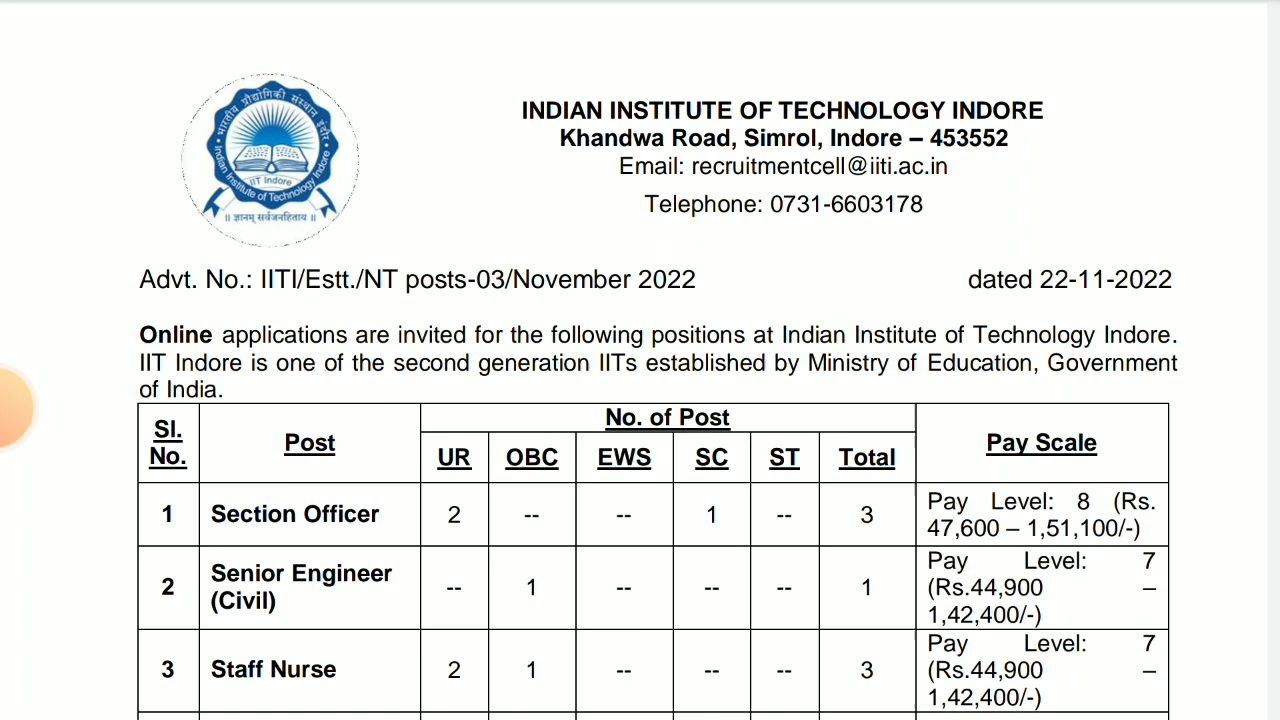 भारतीय प्रौद्योगिकी संस्थान इंदौर
Indian Institute of Technology Indore
IIT Indore
॥ ज्ञानम् सर्वजनहिताय ॥
INDIAN INSTITUTE OF TECHNOLOGY INDORE
Khandwa Road, Simrol, Indore – 453552
Email: recruitmentcell@iiti.ac.in
Telephone: 0731-6603178
Advt. No.: IITI/Estt./NT posts-03/November 2022 dated 22-11-2022
Online applications are invited for the following positions at Indian Institute of Technology Indore.
IIT Indore is one of the second generation IITs established by Ministry of Education, Government
of India.
Sl. No. Post No. of Post Pay Scale
UR OBC EWS SC ST Total
1 Section Officer 2 -- -- 1 -- 3 Pay Level: 8 (Rs.
47,600 – 1,51,100/-)
2 Senior Engineer (Civil) -- 1 -- -- -- 1 Pay Level: 7
(Rs.44,900 –
1,42,400/-)
3 Staff Nurse 2 1 -- -- -- 3 Pay Level: 7
(Rs.44,900 –
1,42,400/-)